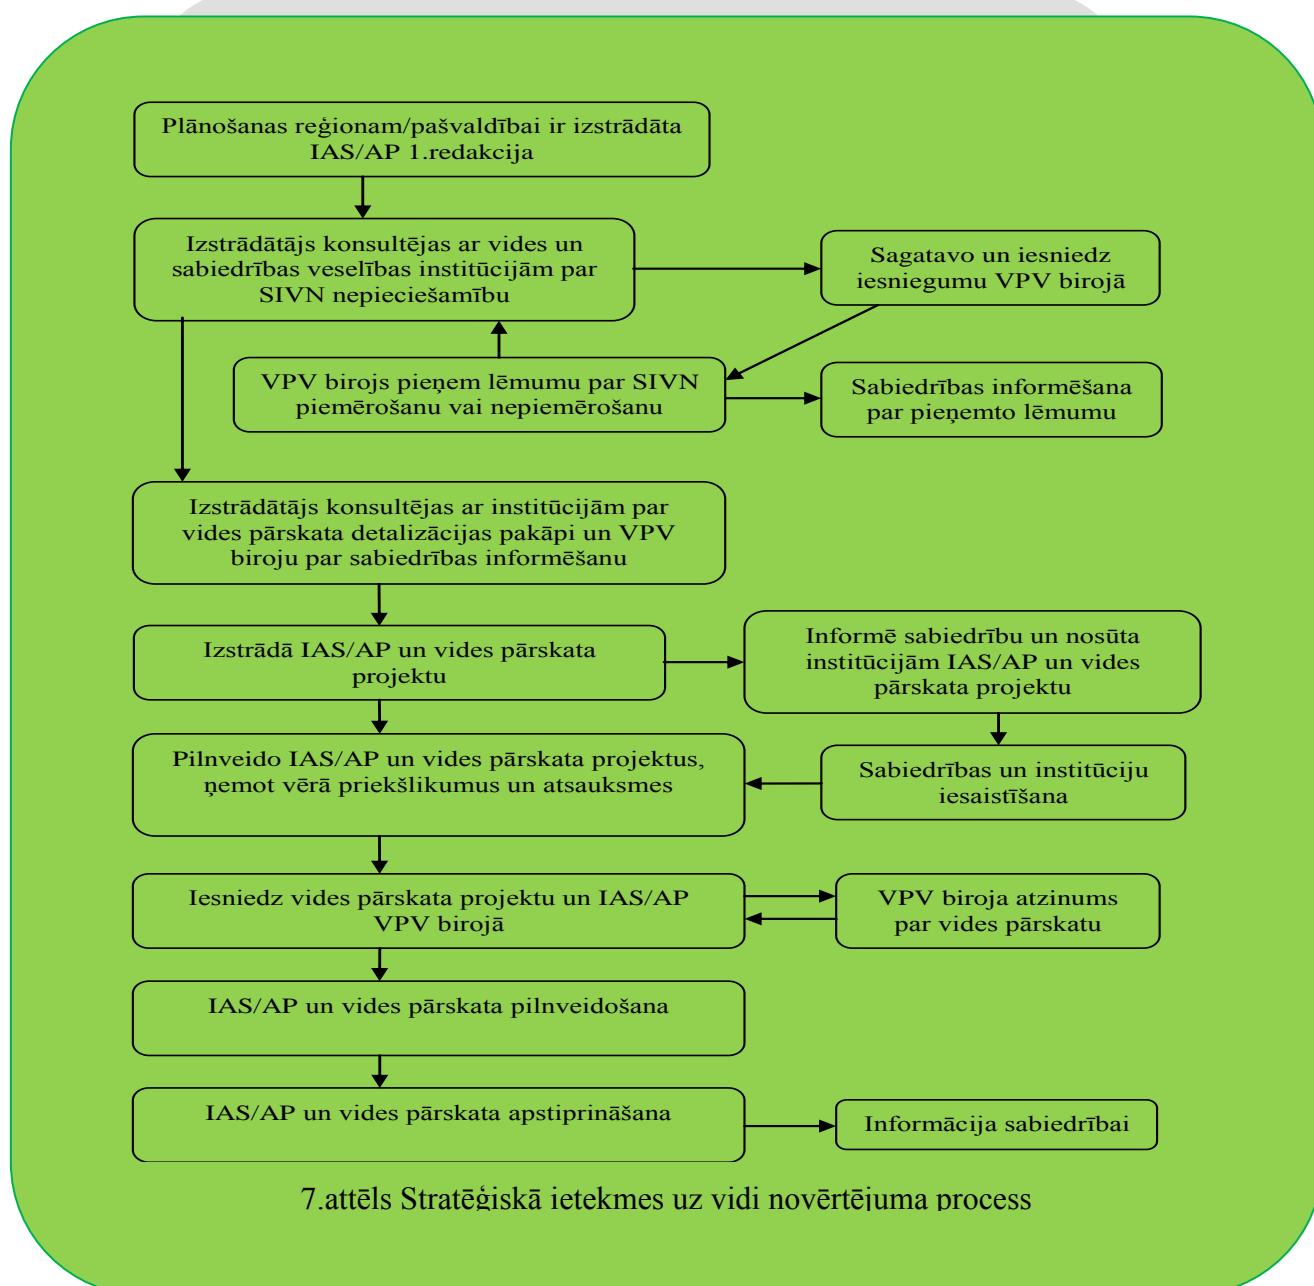 Plānošanas reģionam/pašvaldībai ir izstrādāta
IAS/AP 1.redakcija
Izstrādātājs konsultējas ar vides un
sabiedrības veselības institūcijām par
SIVN nepieciešamību
Sagatavo un iesniedz
iesniegumu VPV birojā
VPV birojs pieņem lēmumu par SIVN
piemērošanu vai nepiemērošanu
Sabiedrības informēšana
par pieņemto lēmumu
Izstrādātājs konsultējas ar institūcijām par
vides pārskata detalizācijas pakāpi un VPV
biroju par sabiedrības informēšanu
Izstrādā IAS/AP un vides pārskata
projektu
Informē sabiedrību un nosūta
institūcijām IAS/AP un vides
pārskata projektu
Pilnveido IAS/AP un vides pārskata projektus,
ņemot vērā priekšlikumus un atsauksmes
Sabiedrības un institūciju
iesaistīšana
Iesniedz vides pārskata projektu un IAS/AP
VPV birojā
VPV biroja atzinums
par vides pārskatu
IAS/AP un vides pārskata pilnveidošana
IAS/AP un vides pārskata apstiprināšana
Informācija sabiedrībai
7.attēls Stratēģiskā ietekmes uz vidi novērtējuma process